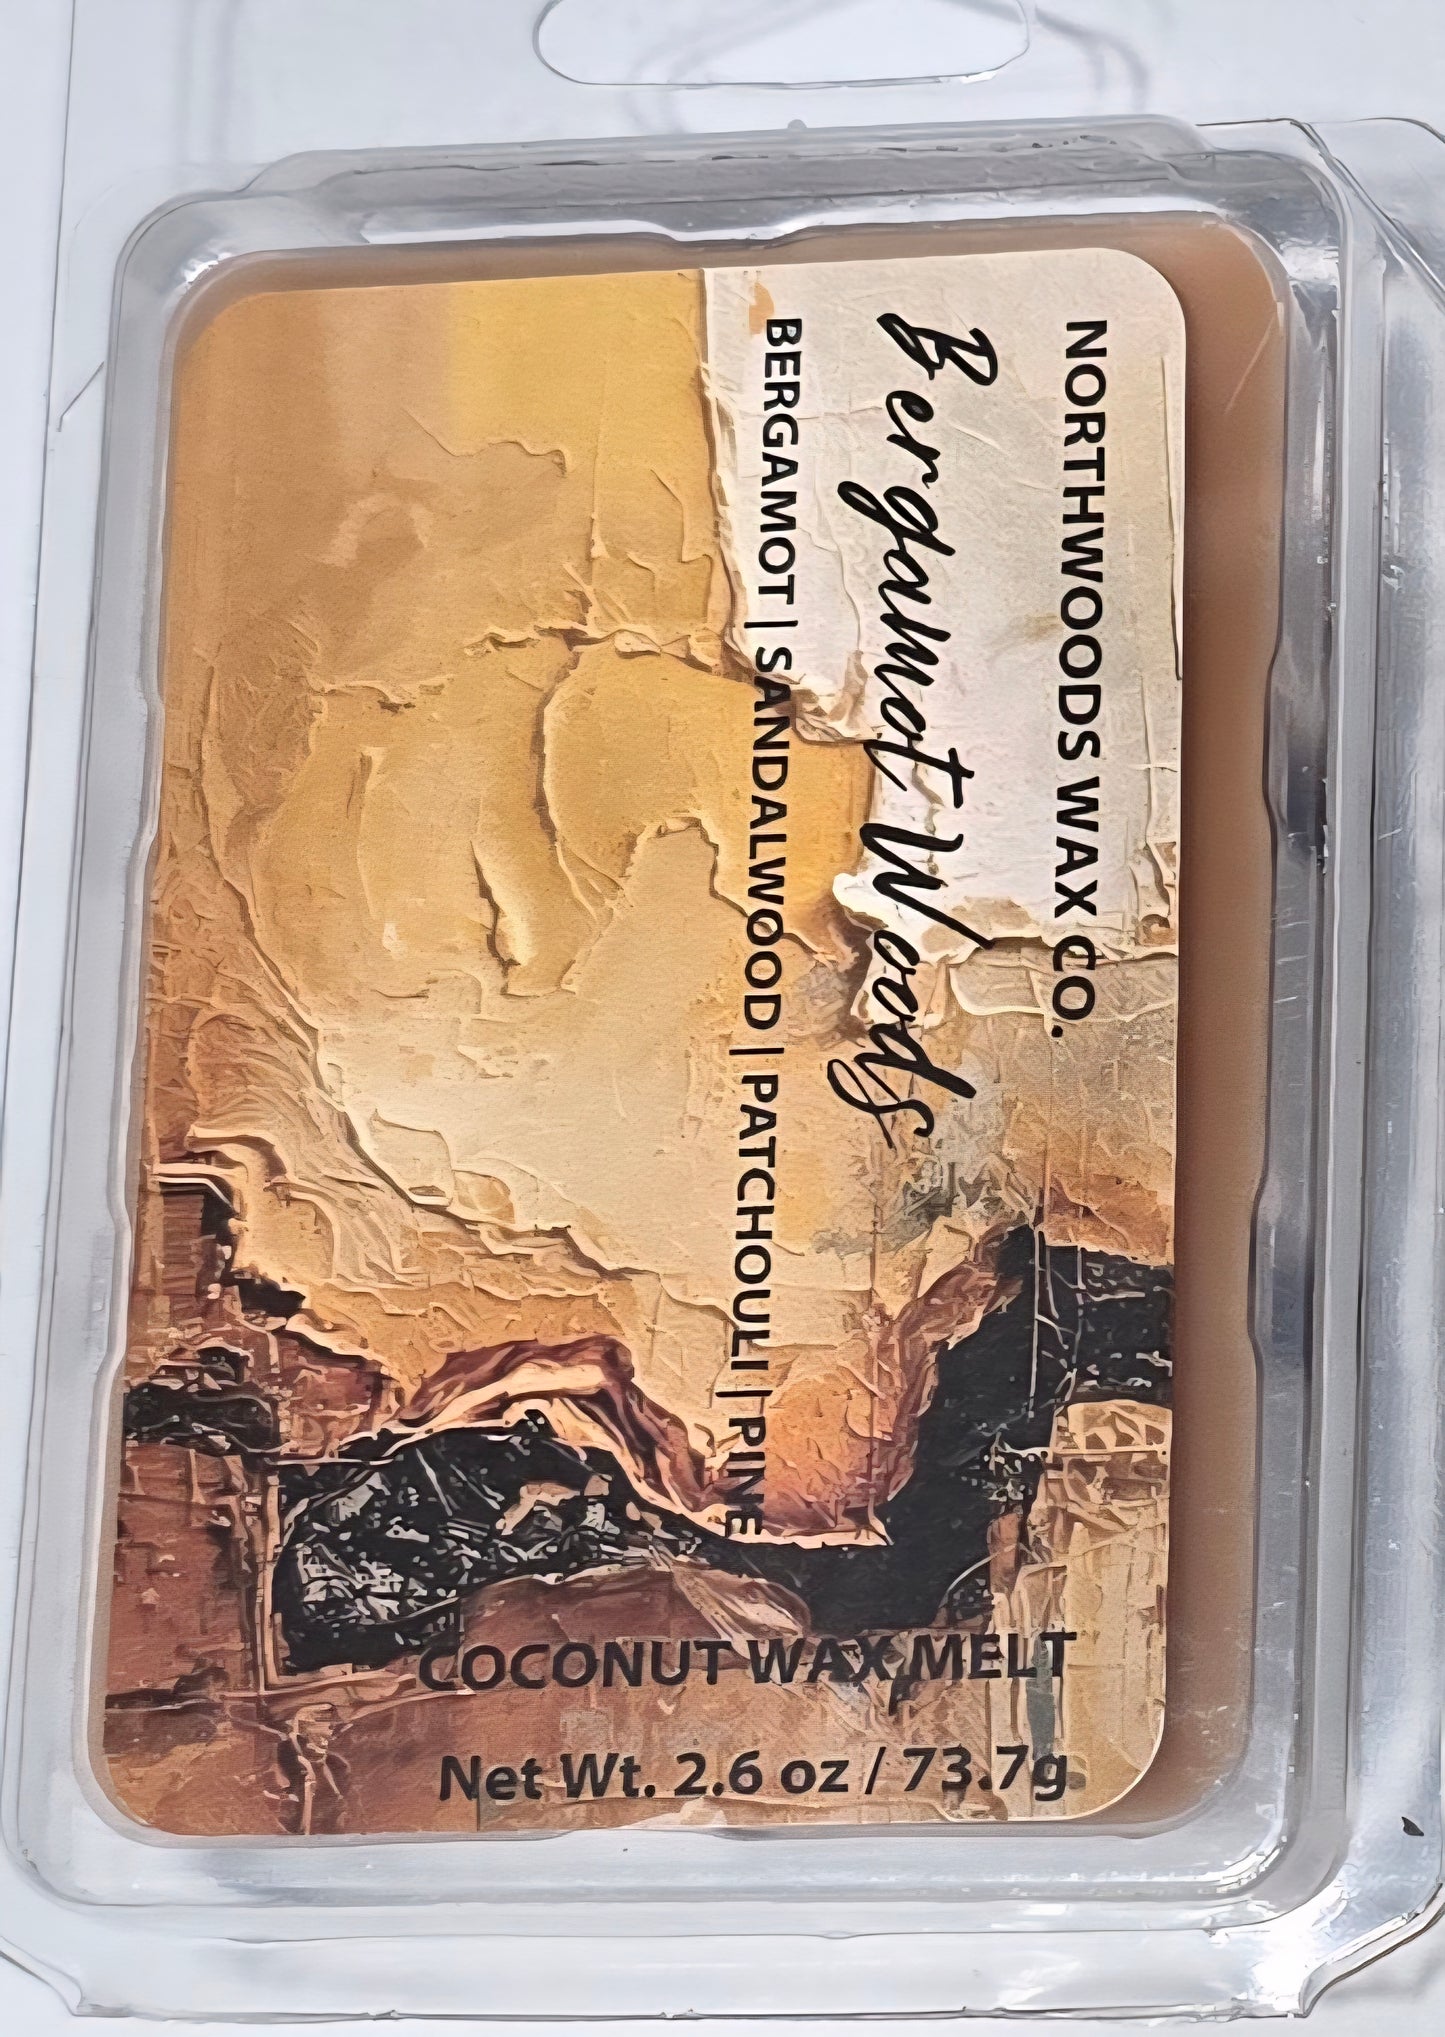 NORTHWOODS WAX CO.
Bergamot Woods
BERGAMOT | SANDALWOOD | PATCHOULI | PINE
COCONUT WAX MELT
Net Wt. 2.6 oz / 73.7g